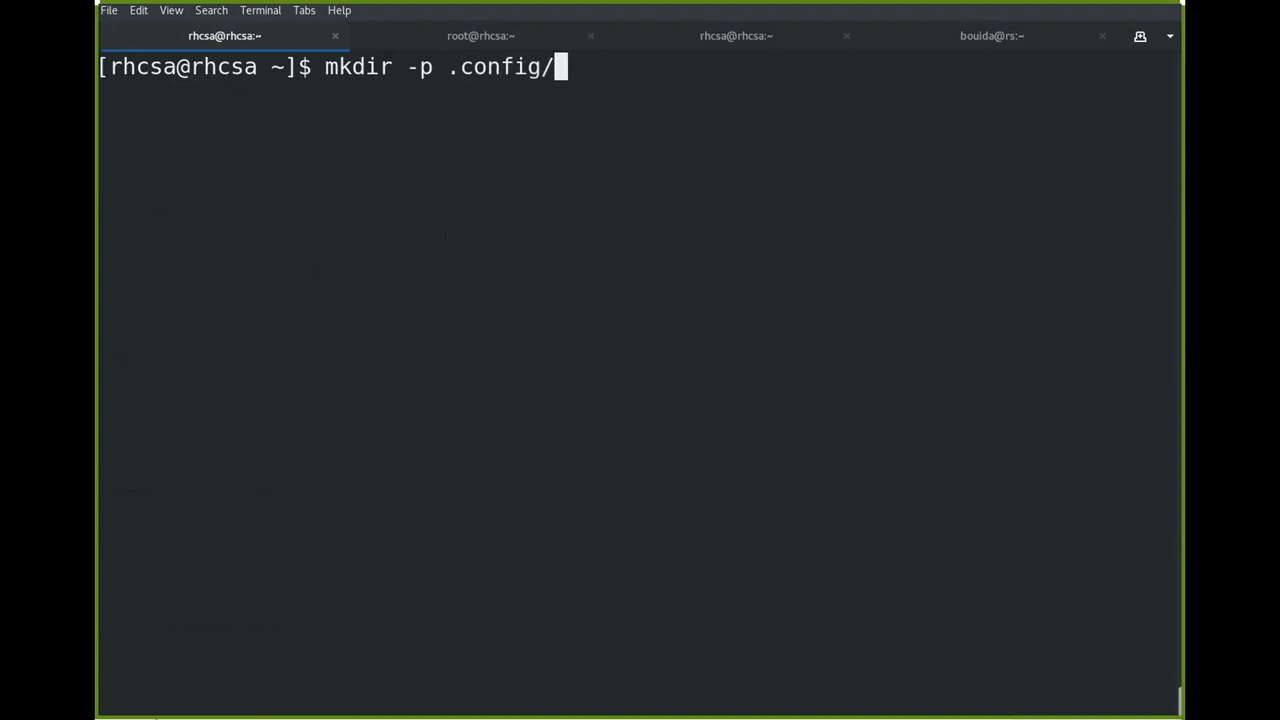 File Edit View Search Terminal Tabs Help
rhcsa@rhcsa:~ × root@rhcsa:~ × rhcsa@rhcsa:~ × bouida@rs:~ ×
[rhcsa@rhcsa ~]$ mkdir -p .config/